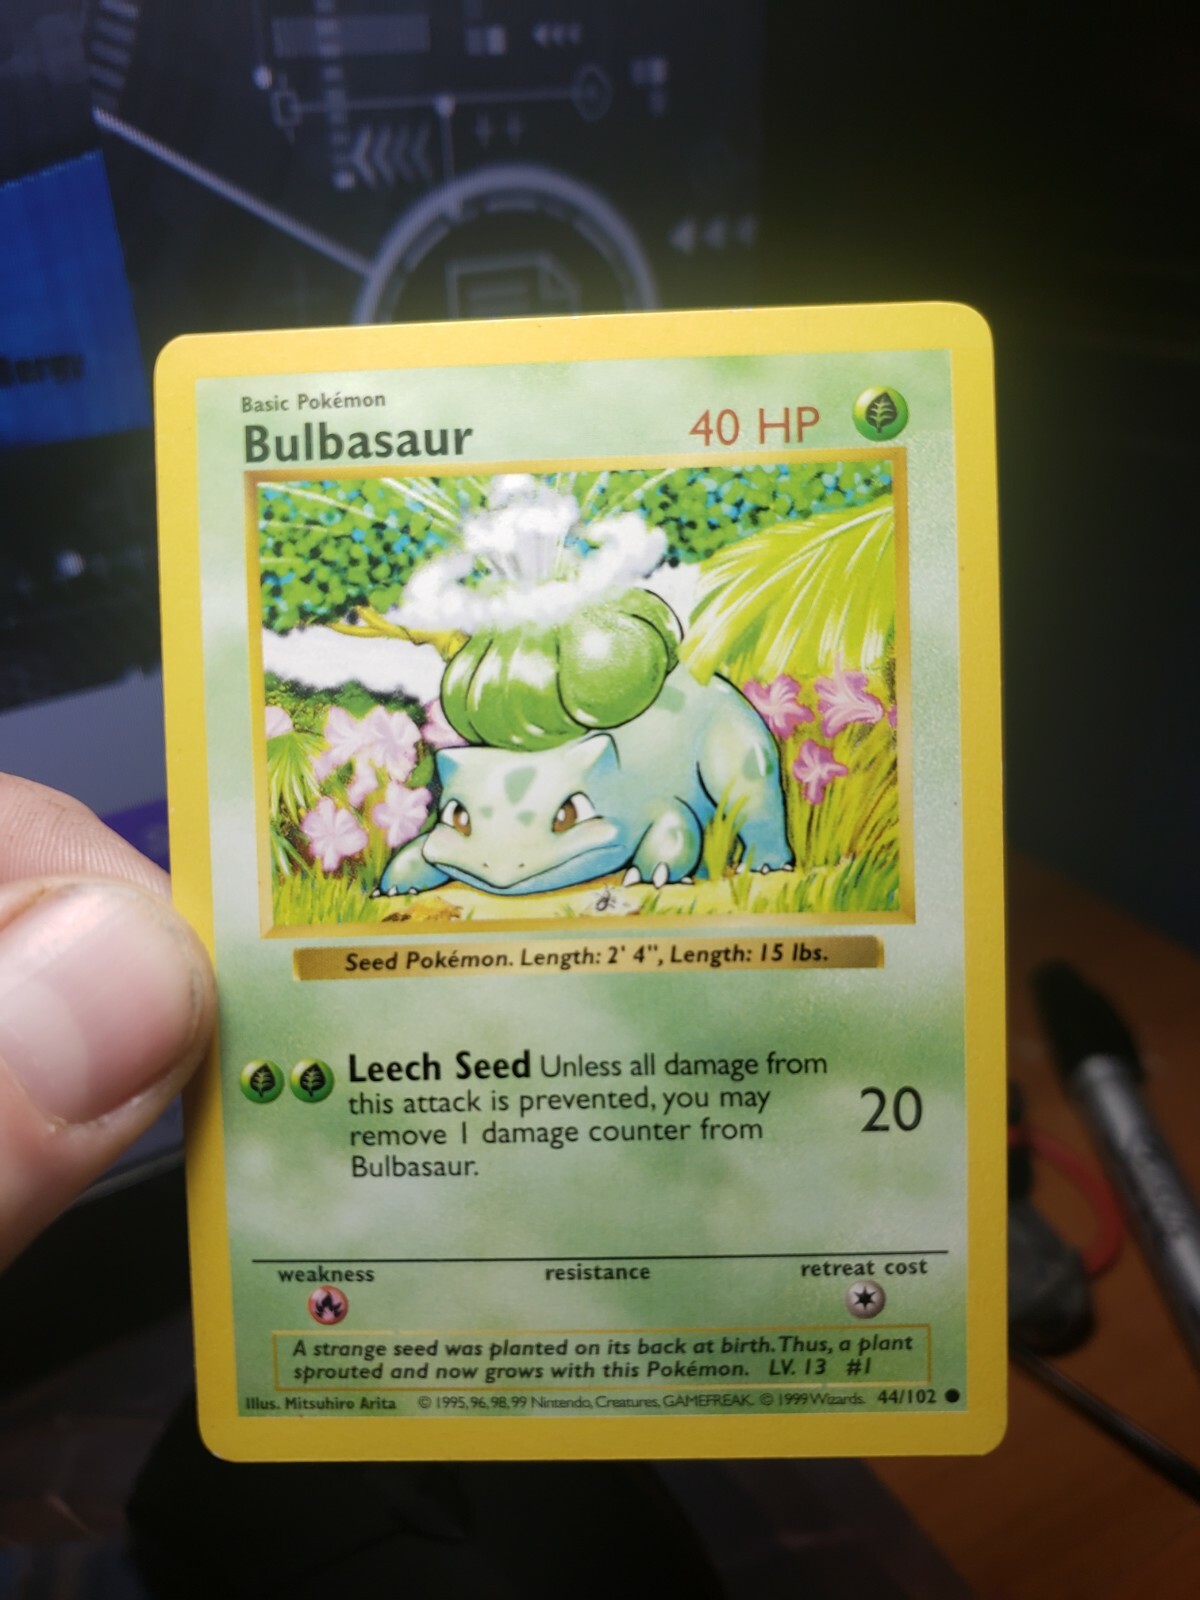 Basic Pokémon
Bulbasaur
40 HP
Seed Pokémon. Length: 2' 4", Length: 15 lbs.
Leech Seed Unless all damage from
this attack is prevented, you may
remove 1 damage counter from
Bulbasaur.
20
weakness
resistance
retreat cost
A strange seed was planted on its back at birth. Thus, a plant
sprouted and now grows with this Pokémon. LV. 13 #1
Illus. Mitsuhiro Arita © 1995, 96, 98, 99 Nintendo, Creatures, GAMEFREAK. © 1999 Wizards. 44/102